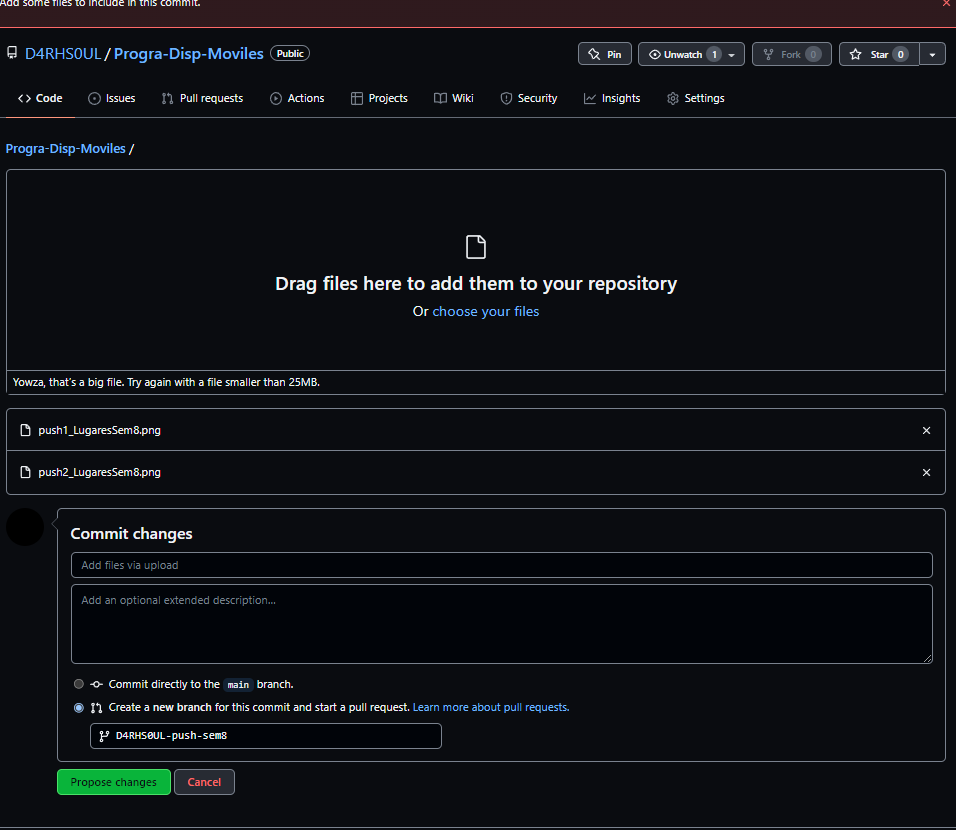 Add some files to include in this commit.
D4RHS0UL / Progra-Disp-Moviles Public Pin Unwatch 1 Fork 0 Star 0
Code Issues Pull requests Actions Projects Wiki Security Insights Settings
Progra-Disp-Moviles /
Drag files here to add them to your repository
Or choose your files
Yowza, that's a big file. Try again with a file smaller than 25MB.
push1_LugaresSem8.png
push2_LugaresSem8.png
Commit changes
Add files via upload
Add an optional extended description...
Commit directly to the main branch.
Create a new branch for this commit and start a pull request. Learn more about pull requests.
D4RHS0UL-push-sem8
Propose changes Cancel